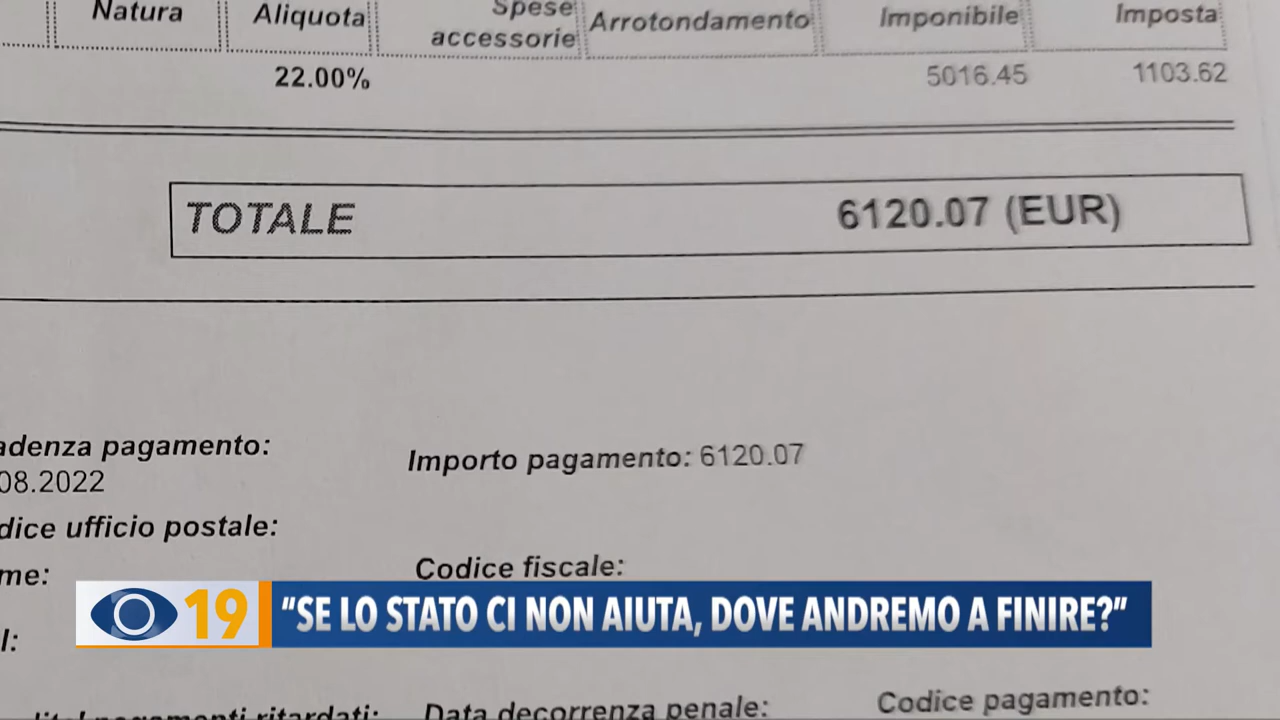 Natura Aliquota Spese accessorie Arrotondamento Imponibile Imposta
22.00% 5016.45 1103.62
TOTALE 6120.07 (EUR)
adenza pagamento: Importo pagamento: 6120.07
08.2022
dice ufficio postale:
me: Codice fiscale:
19 "SE LO STATO CI NON AIUTA, DOVE ANDREMO A FINIRE?"
l:
pagamenti ritardati: Data decorrenza penale: Codice pagamento: